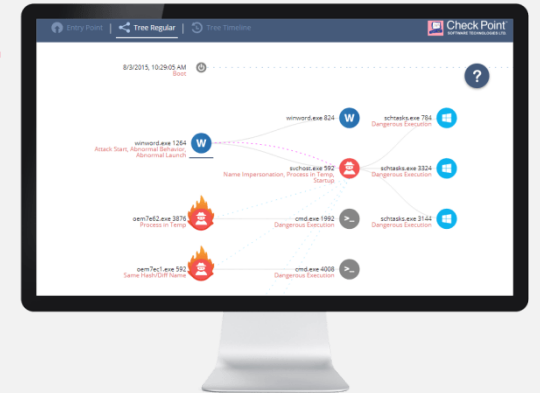 Entry Point | Tree Regular | Tree Timeline
Check Point
SOFTWARE TECHNOLOGIES LTD.
8/3/2015, 10:29:05 AM
Boot
?
winword.exe 824
W
schtasks.exe 784
Dangerous Execution
winword.exe 1284
W
Attack Start, Abnormal Behavior,
Abnormal Launch
svchost.exe 592
Name Impersonation, Process in Temp,
Startup
schtasks.exe 3324
Dangerous Execution
oem7e62.exe 3876
Process in Temp
cmd.exe 1992
Dangerous Execution
>_
schtasks.exe 3144
Dangerous Execution
oem7ec1.exe 592
Same Hash/Diff Name
cmd.exe 4008
Dangerous Execution
>_